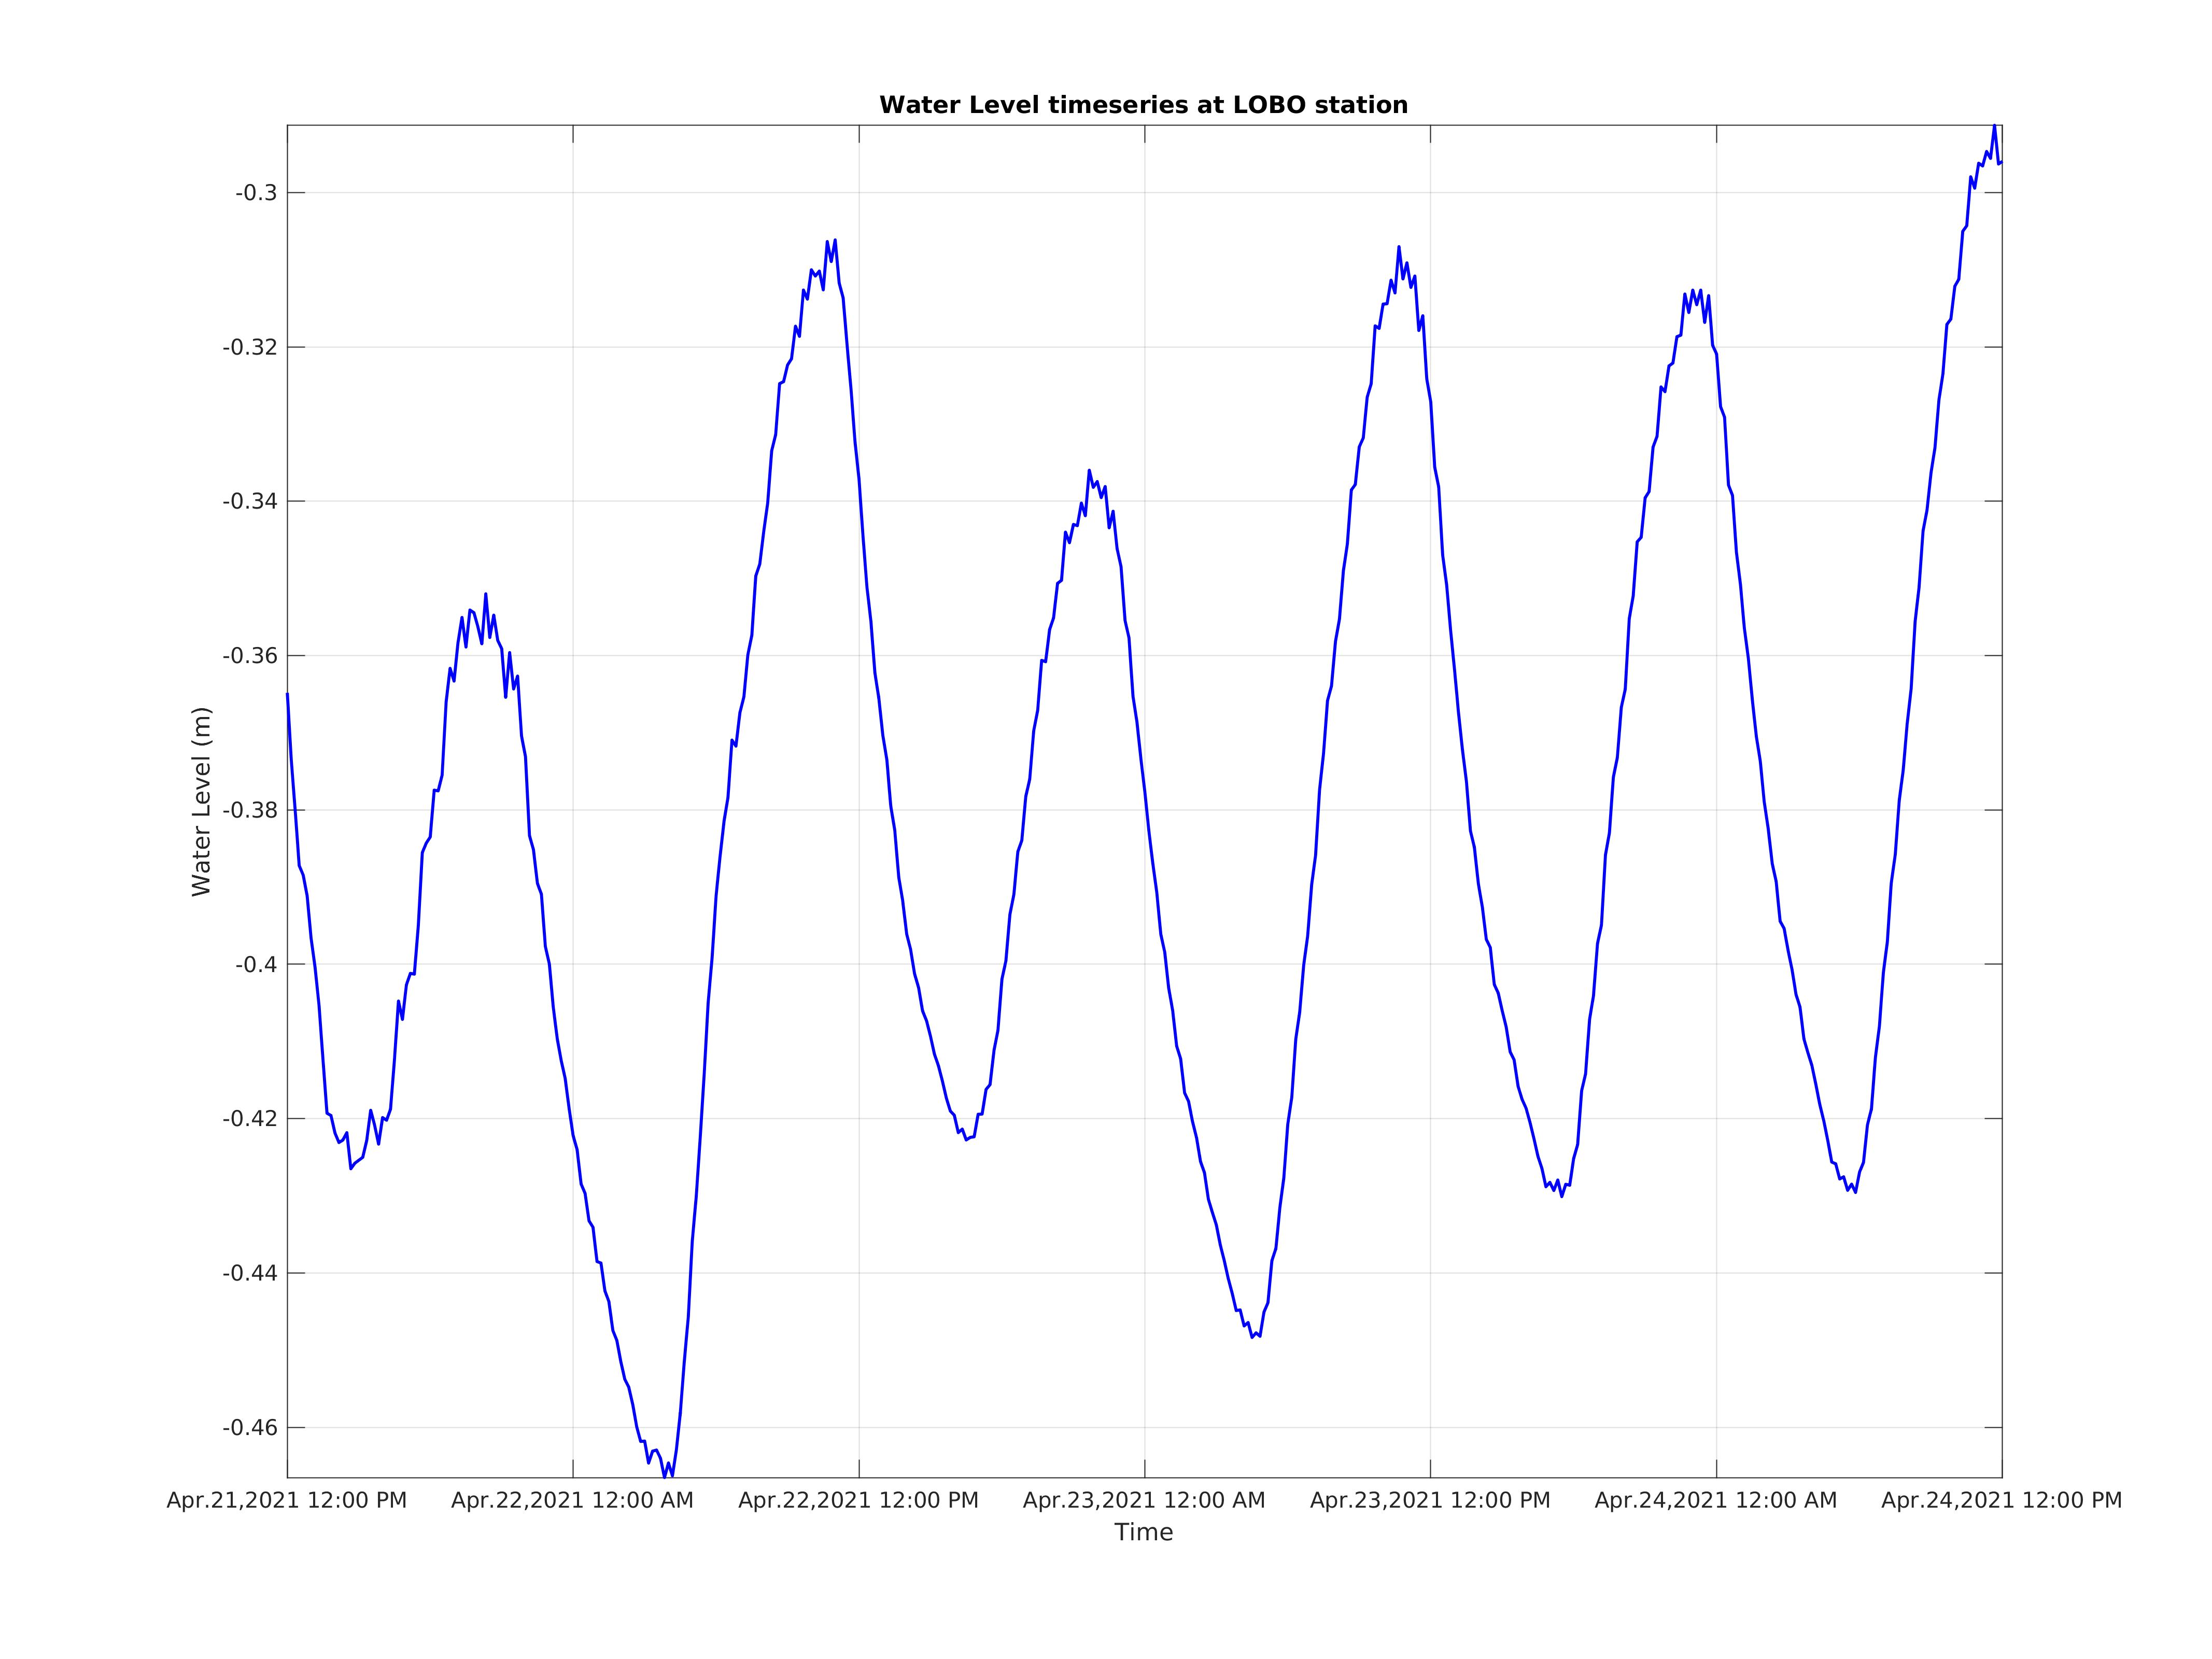 Water Level timeseries at LOBO station
-0.3
-0.32
-0.34
-0.36
-0.38
-0.4
-0.42
-0.44
-0.46
Water Level (m)
Apr.21,2021 12:00 PM
Apr.22,2021 12:00 AM
Apr.22,2021 12:00 PM
Apr.23,2021 12:00 AM
Apr.23,2021 12:00 PM
Apr.24,2021 12:00 AM
Apr.24,2021 12:00 PM
Time